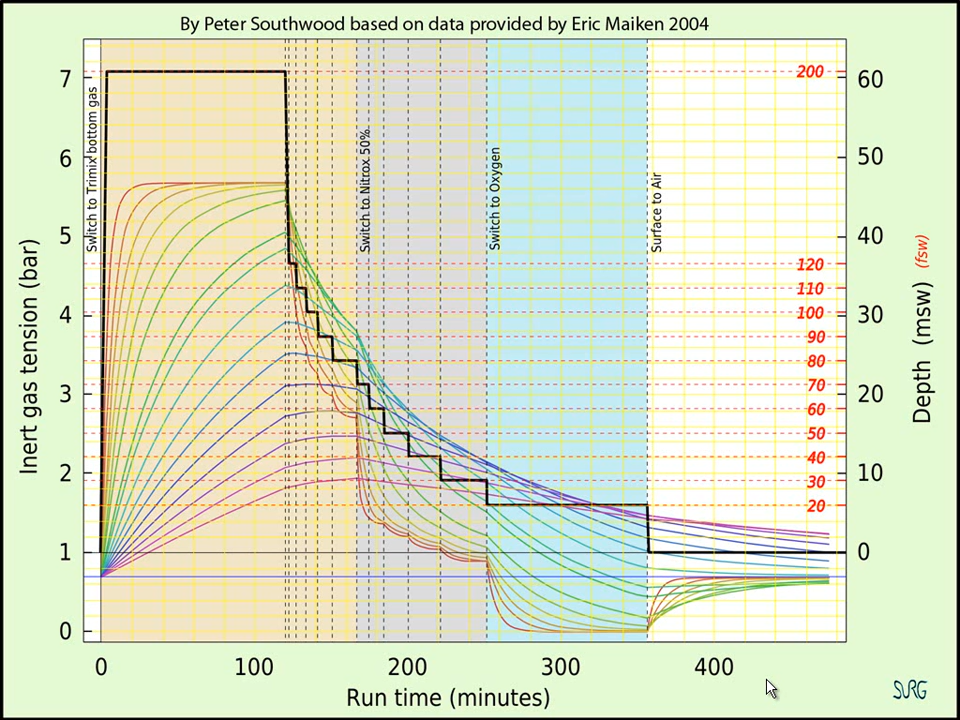 By Peter Southwood based on data provided by Eric Maiken 2004
7
6
5
4
3
2
1
0
Inert gas tension (bar)
Switch to Trimix bottom gas
Switch to Nitrox 50%
Switch to Oxygen
Surface to Air
200
120
110
100
90
80
70
60
50
40
30
20
60
50
40
30
20
10
0
Depth (msw) (fsw)
0 100 200 300 400
Run time (minutes)
SURG